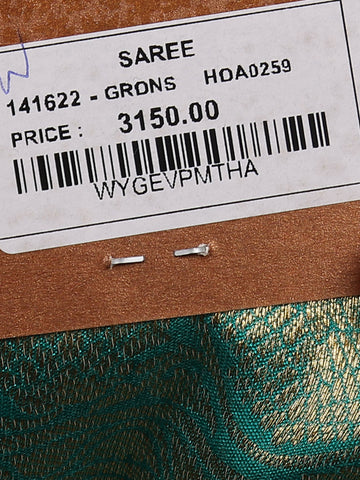 W
SAREE
141622 - GRONS HOA0259
PRICE : 3150.00
WYGEVPMTHA